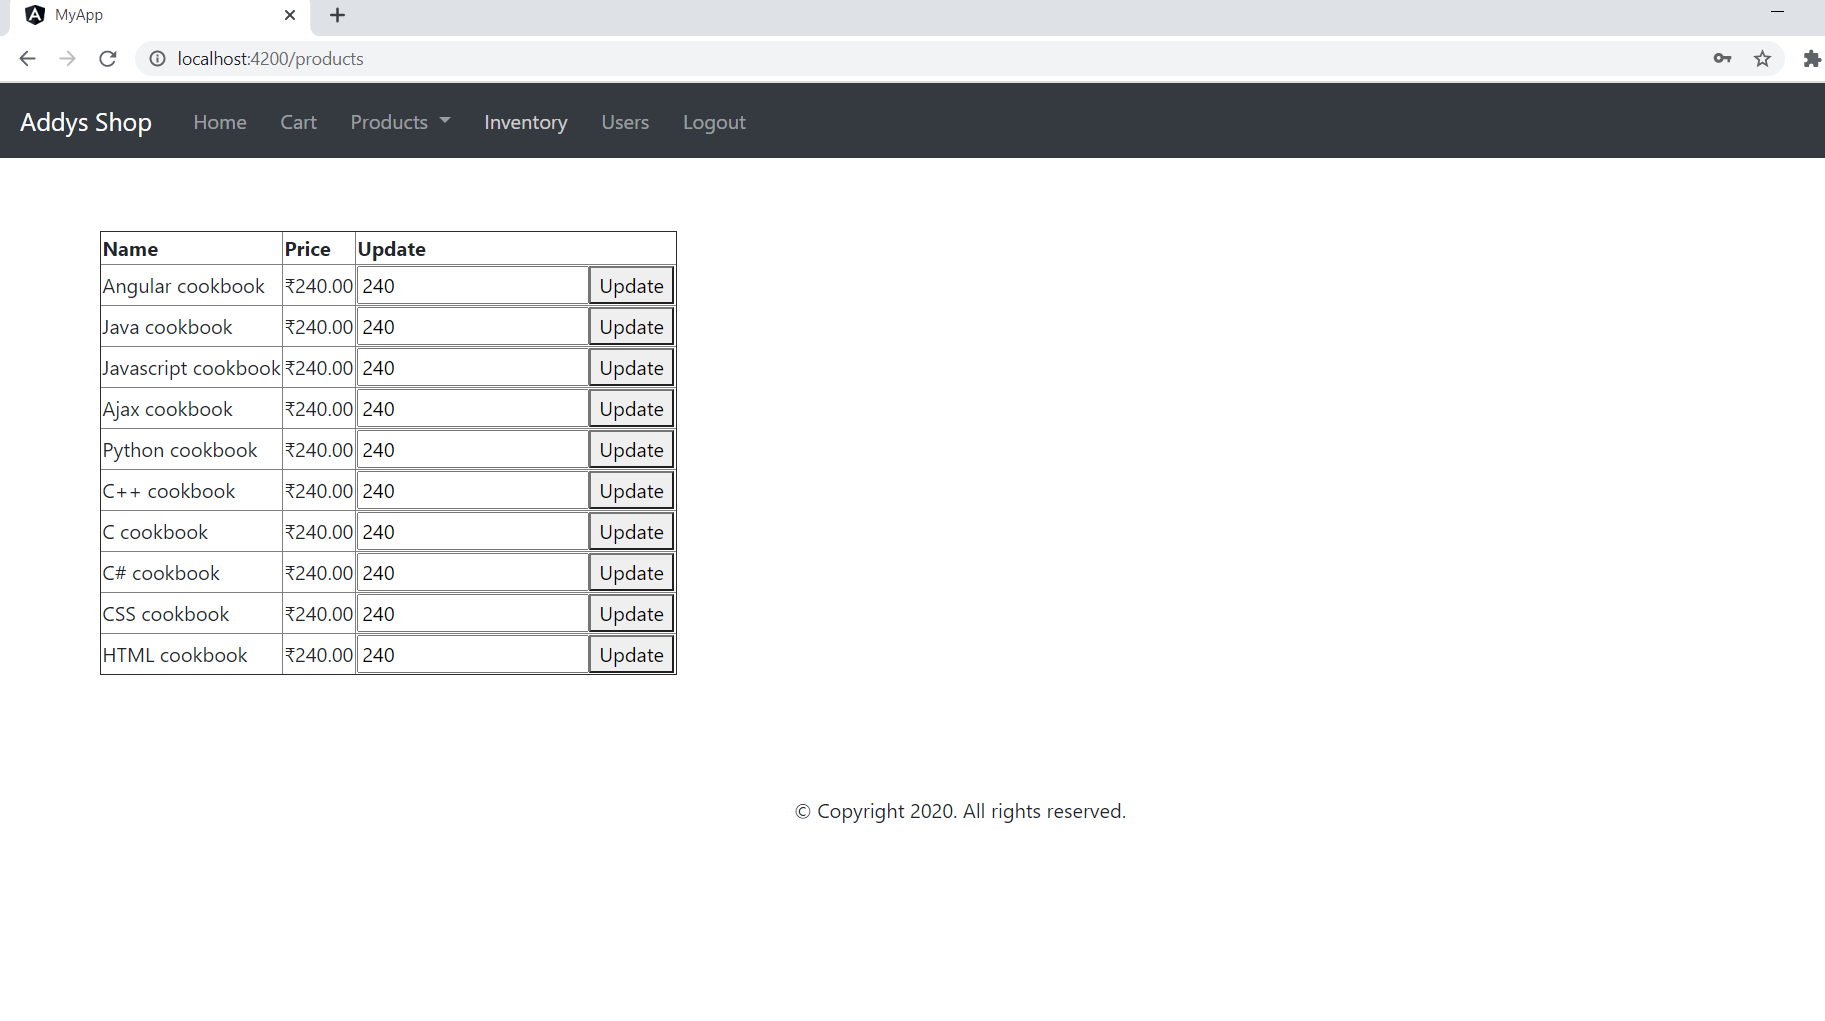 MyApp
localhost:4200/products
Addys Shop Home Cart Products Inventory Users Logout
Name Price Update
Angular cookbook ₹240.00 240 Update
Java cookbook ₹240.00 240 Update
Javascript cookbook ₹240.00 240 Update
Ajax cookbook ₹240.00 240 Update
Python cookbook ₹240.00 240 Update
C++ cookbook ₹240.00 240 Update
C cookbook ₹240.00 240 Update
C# cookbook ₹240.00 240 Update
CSS cookbook ₹240.00 240 Update
HTML cookbook ₹240.00 240 Update
© Copyright 2020. All rights reserved.